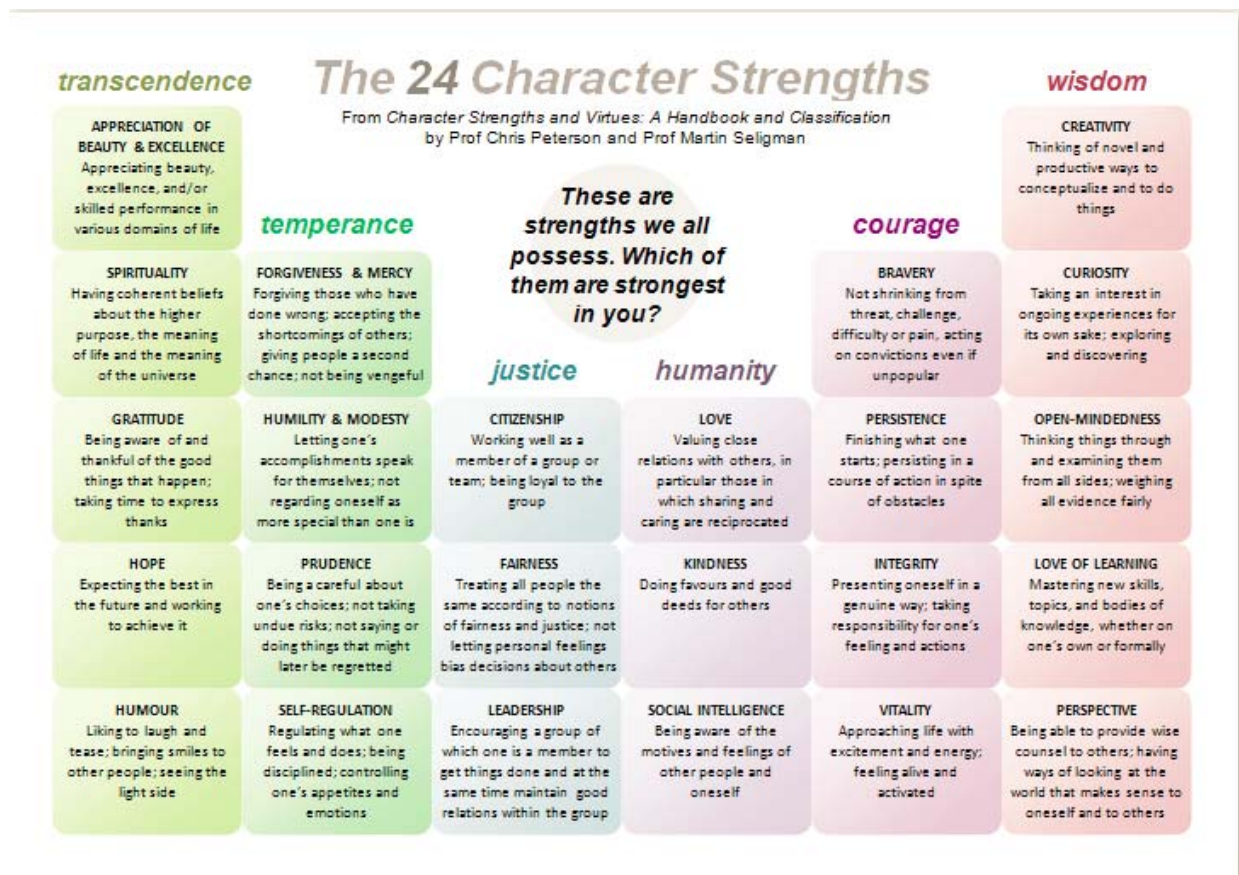 The 24 Character Strengths
From Character Strengths and Virtues: A Handbook and Classification
by Prof Chris Peterson and Prof Martin Seligman
These are
strengths we all
possess. Which of
them are strongest
in you?
transcendence
APPRECIATION OF
BEAUTY & EXCELLENCE
Appreciating beauty,
excellence, and/or
skilled performance in
various domains of life
SPIRITUALITY
Having coherent beliefs
about the higher
purpose, the meaning
of life and the meaning
of the universe
GRATITUDE
Being aware of and
thankful of the good
things that happen;
taking time to express
thanks
HOPE
Expecting the best in
the future and working
to achieve it
HUMOUR
Liking to laugh and
tease; bringing smiles to
other people; seeing the
light side
temperance
FORGIVENESS & MERCY
Forgiving those who have
done wrong; accepting the
shortcomings of others;
giving people a second
chance; not being vengeful
HUMILITY & MODESTY
Letting one's
accomplishments speak
for themselves; not
regarding oneself as
more special than one is
PRUDENCE
Being a careful about
one's choices; not taking
undue risks; not saying or
doing things that might
later be regretted
SELF-REGULATION
Regulating what one
feels and does; being
disciplined; controlling
one's appetites and
emotions
justice
CITIZENSHIP
Working well as a
member of a group or
team; being loyal to the
group
FAIRNESS
Treating all people the
same according to notions
of fairness and justice; not
letting personal feelings
bias decisions about others
LEADERSHIP
Encouraging a group of
which one is a member to
get things done and at the
same time maintain good
relations within the group
humanity
LOVE
Valuing close
relations with others, in
particular those in
which sharing and
caring are reciprocated
KINDNESS
Doing favours and good
deeds for others
SOCIAL INTELLIGENCE
Being aware of the
motives and feelings of
other people and
oneself
courage
BRAVERY
Not shrinking from
threat, challenge,
difficulty or pain, acting
on convictions even if
unpopular
PERSISTENCE
Finishing what one
starts; persisting in a
course of action in spite
of obstacles
INTEGRITY
Presenting oneself in a
genuine way; taking
responsibility for one's
feeling and actions
VITALITY
Approaching life with
excitement and energy;
feeling alive and
activated
wisdom
CREATIVITY
Thinking of novel and
productive ways to
conceptualize and to do
things
CURIOSITY
Taking an interest in
ongoing experiences for
its own sake; exploring
and discovering
OPEN-MINDEDNESS
Thinking things through
and examining them
from all sides; weighing
all evidence fairly
LOVE OF LEARNING
Mastering new skills,
topics, and bodies of
knowledge, whether on
one's own or formally
PERSPECTIVE
Being able to provide wise
counsel to others; having
ways of looking at the
world that makes sense to
oneself and to others